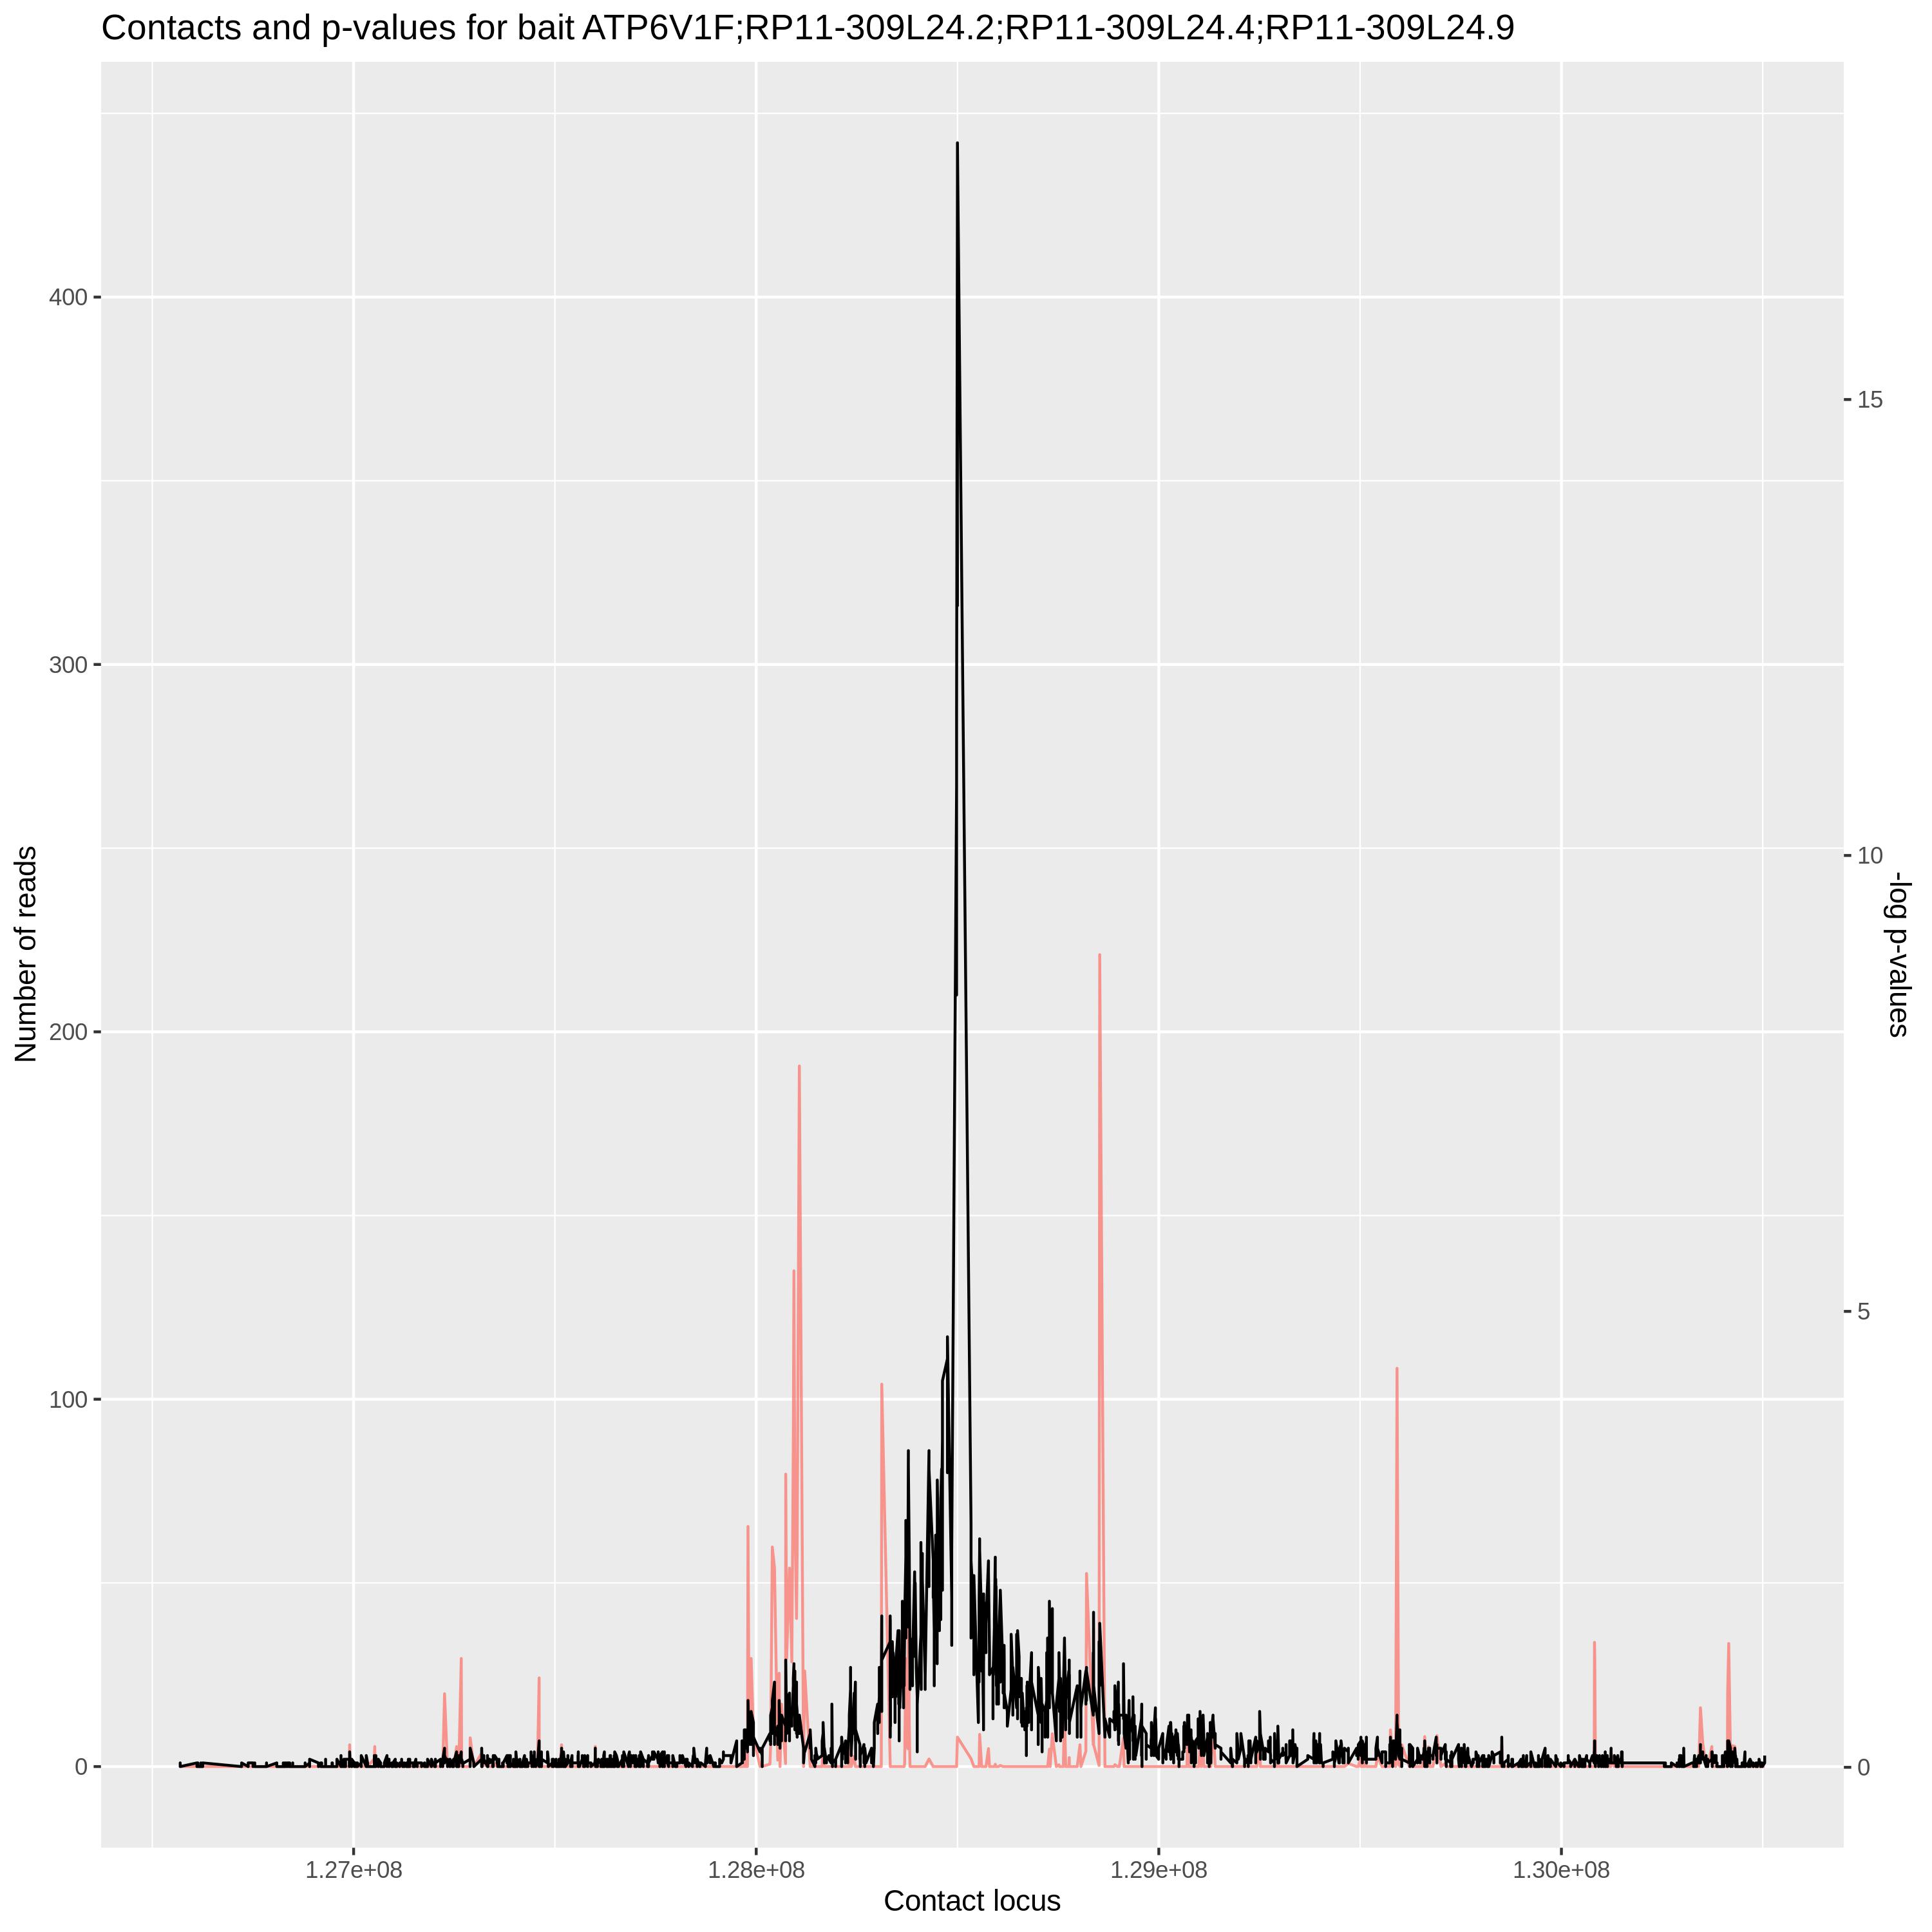 Contacts and p-values for bait ATP6V1F;RP11-309L24.2;RP11-309L24.4;RP11-309L24.9
400
300
200
100
0
Number of reads
15
10
5
0
-log p-values
1.27e+08
1.28e+08
1.29e+08
1.30e+08
Contact locus